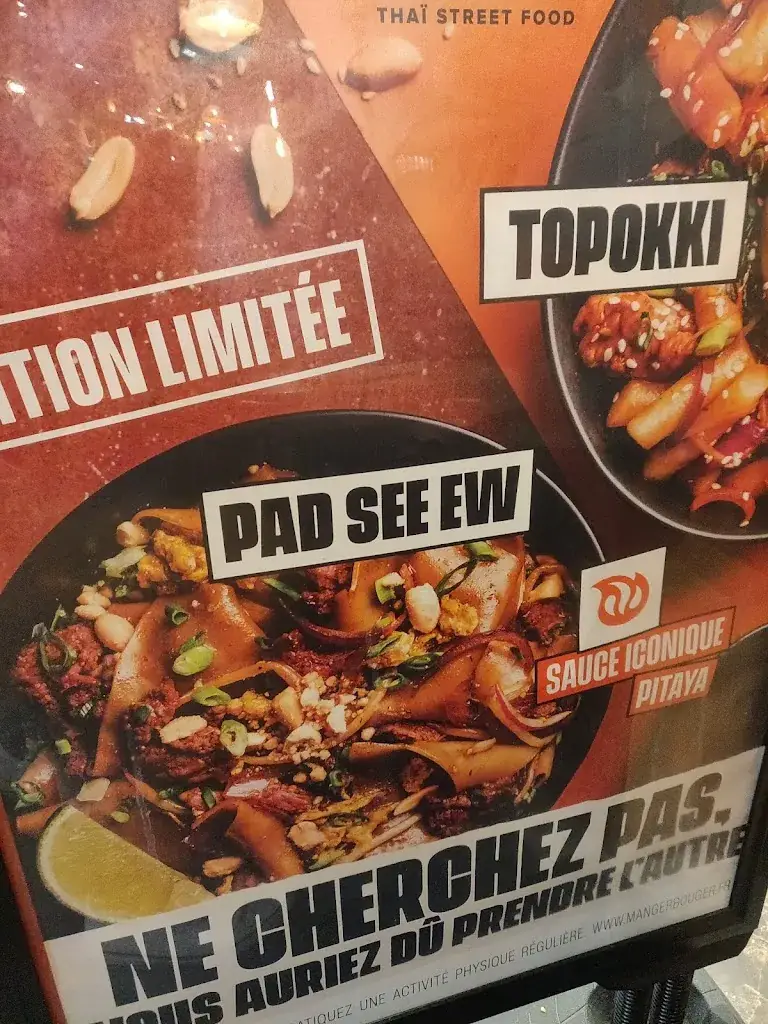 THAÏ STREET FOOD
TOPOKKI
TION LIMITÉE
PAD SEE EW
SAUCE ICONIQUE
PITAYA
NE CHERCHEZ PAS,
VOUS AURIEZ DÛ PRENDRE L'AUTRE
ATIQUEZ UNE ACTIVITÉ PHYSIQUE RÉGULIÈRE WWW.MANGERBOUGER.FR